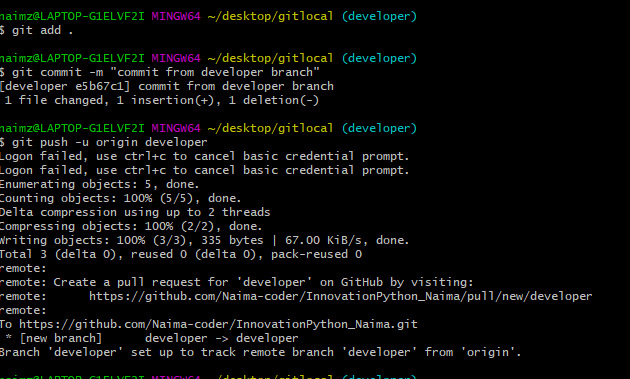 naimz@LAPTOP-G1ELVF2I MINGW64 ~/desktop/gitlocal (developer)
$ git add .
naimz@LAPTOP-G1ELVF2I MINGW64 ~/desktop/gitlocal (developer)
$ git commit -m "commit from developer branch"
[developer e5b67c1] commit from developer branch
1 file changed, 1 insertion(+), 1 deletion(-)
naimz@LAPTOP-G1ELVF2I MINGW64 ~/desktop/gitlocal (developer)
$ git push -u origin developer
Logon failed, use ctrl+c to cancel basic credential prompt.
Logon failed, use ctrl+c to cancel basic credential prompt.
Enumerating objects: 5, done.
Counting objects: 100% (5/5), done.
Delta compression using up to 2 threads
Compressing objects: 100% (2/2), done.
Writing objects: 100% (3/3), 335 bytes | 67.00 KiB/s, done.
Total 3 (delta 0), reused 0 (delta 0), pack-reused 0
remote:
remote: Create a pull request for 'developer' on GitHub by visiting:
remote:      https://github.com/Naima-coder/InnovationPython_Naima/pull/new/developer
remote:
To https://github.com/Naima-coder/InnovationPython_Naima.git
* [new branch]      developer -> developer
Branch 'developer' set up to track remote branch 'developer' from 'origin'.